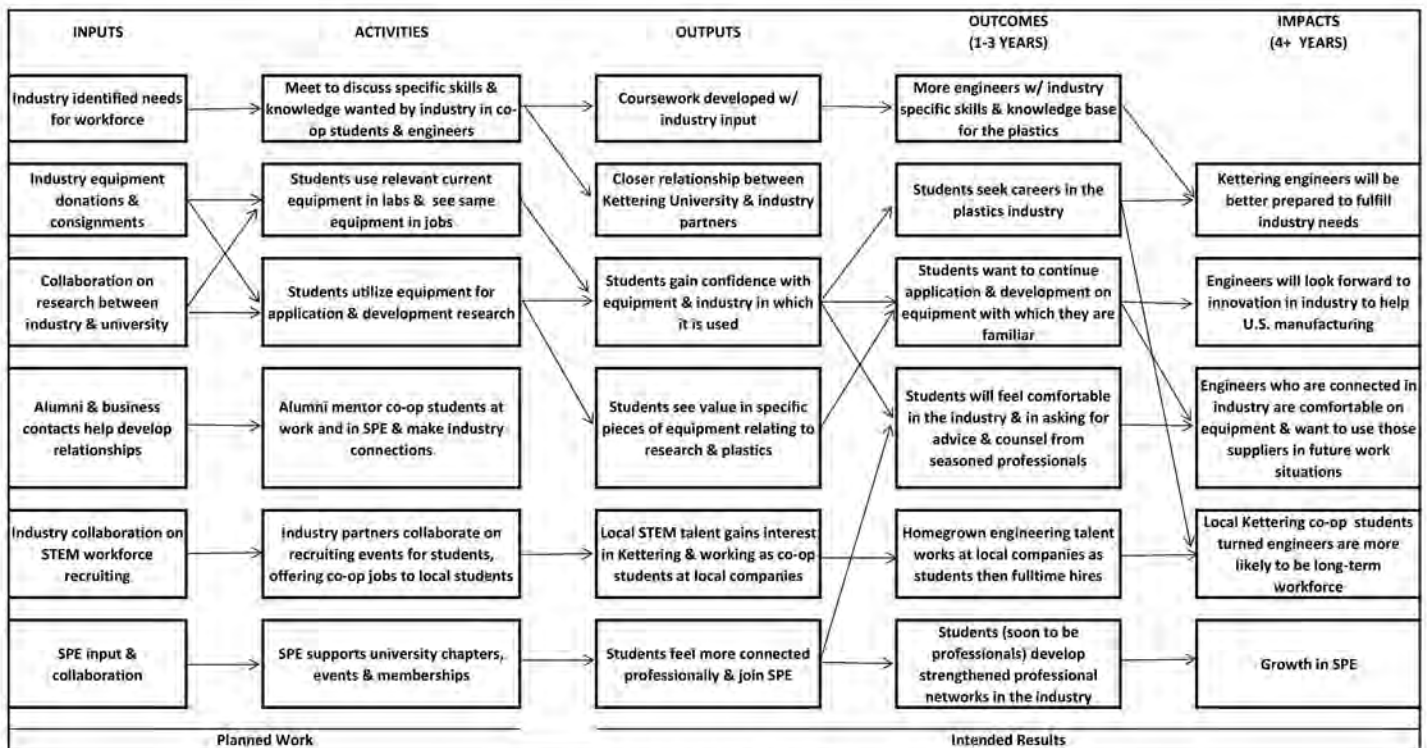 INPUTS
ACTIVITIES
OUTPUTS
OUTCOMES
(1-3 YEARS)
IMPACTS
(4+ YEARS)
Industry identified needs
for workforce
Meet to discuss specific skills &
knowledge wanted by industry in co-
op students & engineers
Coursework developed w/
industry input
More engineers w/ industry
specific skills & knowledge base
for the plastics
Industry equipment
donations &
consignments
Students use relevant current
equipment in labs & see same
equipment in jobs
Closer relationship between
Kettering University & industry
partners
Students seek careers in the
plastics industry
Kettering engineers will be
better prepared to fulfill
industry needs
Collaboration on
research between
industry & university
Students utilize equipment for
application & development research
Students gain confidence with
equipment & industry in which
it is used
Students want to continue
application & development on
equipment with which they are
familiar
Engineers will look forward to
innovation in industry to help
U.S. manufacturing
Alumni & business
contacts help develop
relationships
Alumni mentor co-op students at
work and in SPE & make industry
connections
Students see value in specific
pieces of equipment relating to
research & plastics
Students will feel comfortable
in the industry & in asking for
advice & counsel from
seasoned professionals
Engineers who are connected in
industry are comfortable on
equipment & want to use those
suppliers in future work
situations
Industry collaboration on
STEM workforce
recruiting
Industry partners collaborate on
recruiting events for students,
offering co-op jobs to local students
Local STEM talent gains interest
in Kettering & working as co-op
students at local companies
Homegrown engineering talent
works at local companies as
students then fulltime hires
Local Kettering co-op students
turned engineers are more
likely to be long-term
workforce
SPE input &
collaboration
SPE supports university chapters,
events & memberships
Students feel more connected
professionally & join SPE
Students (soon to be
professionals) develop
strengthened professional
networks in the industry
Growth in SPE
Planned Work
Intended Results